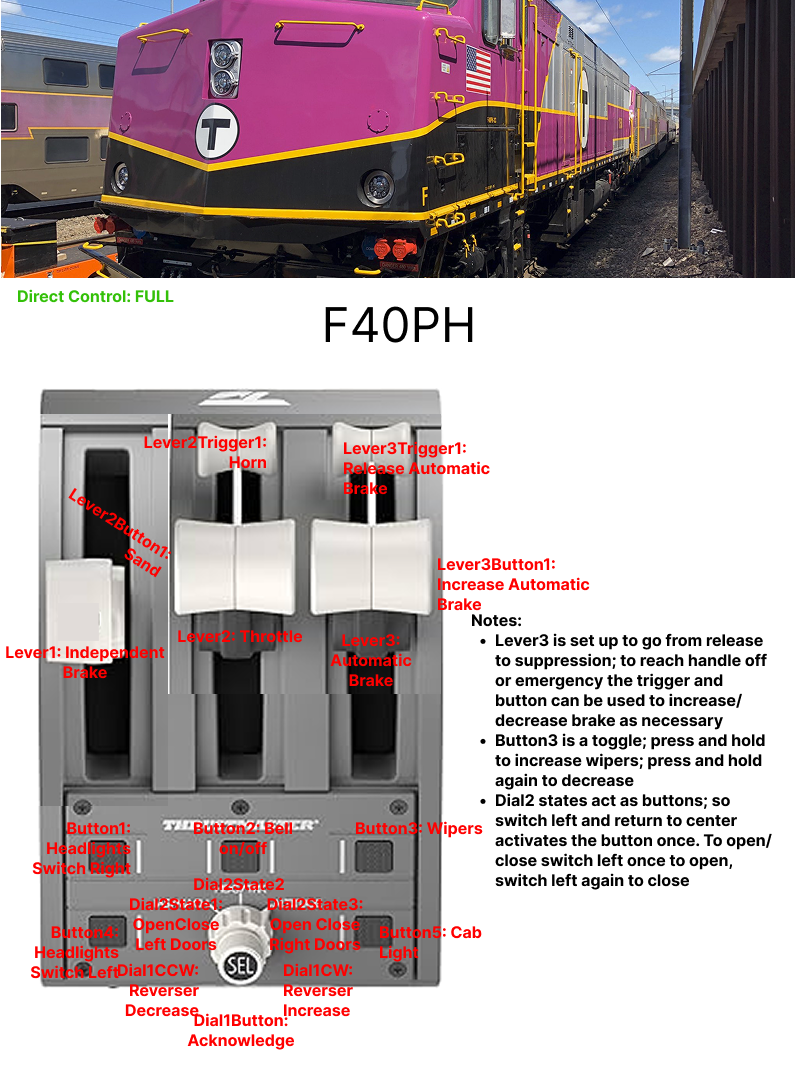 T
F
Direct Control: FULL
F40PH
Lever2Trigger1:
Horn
Lever3Trigger1:
Release Automatic
Brake
Lever2Button1:
Sand
Lever3Button1:
Increase Automatic
Brake
Lever1: Independent
Brake
Lever2: Throttle
Lever3:
Automatic
Brake
Notes:
• Lever3 is set up to go from release
to suppression; to reach handle off
or emergency the trigger and
button can be used to increase/
decrease brake as necessary
• Button3 is a toggle; press and hold
to increase wipers; press and hold
again to decrease
• Dial2 states act as buttons; so
switch left and return to center
activates the button once. To open/
close switch left once to open,
switch left again to close
THRUSTMASTER
Button1:
Headlights
Switch Right
Button2: Bell
on/off
Button3: Wipers
Dial2State2
Dial2State1:
OpenClose
Left Doors
Dial2State3:
Open Close
Right Doors
Button4:
Headlights
Switch Left
Button5: Cab
Light
SEL
Dial1CCW:
Reverser
Decrease
Dial1CW:
Reverser
Increase
Dial1Button:
Acknowledge